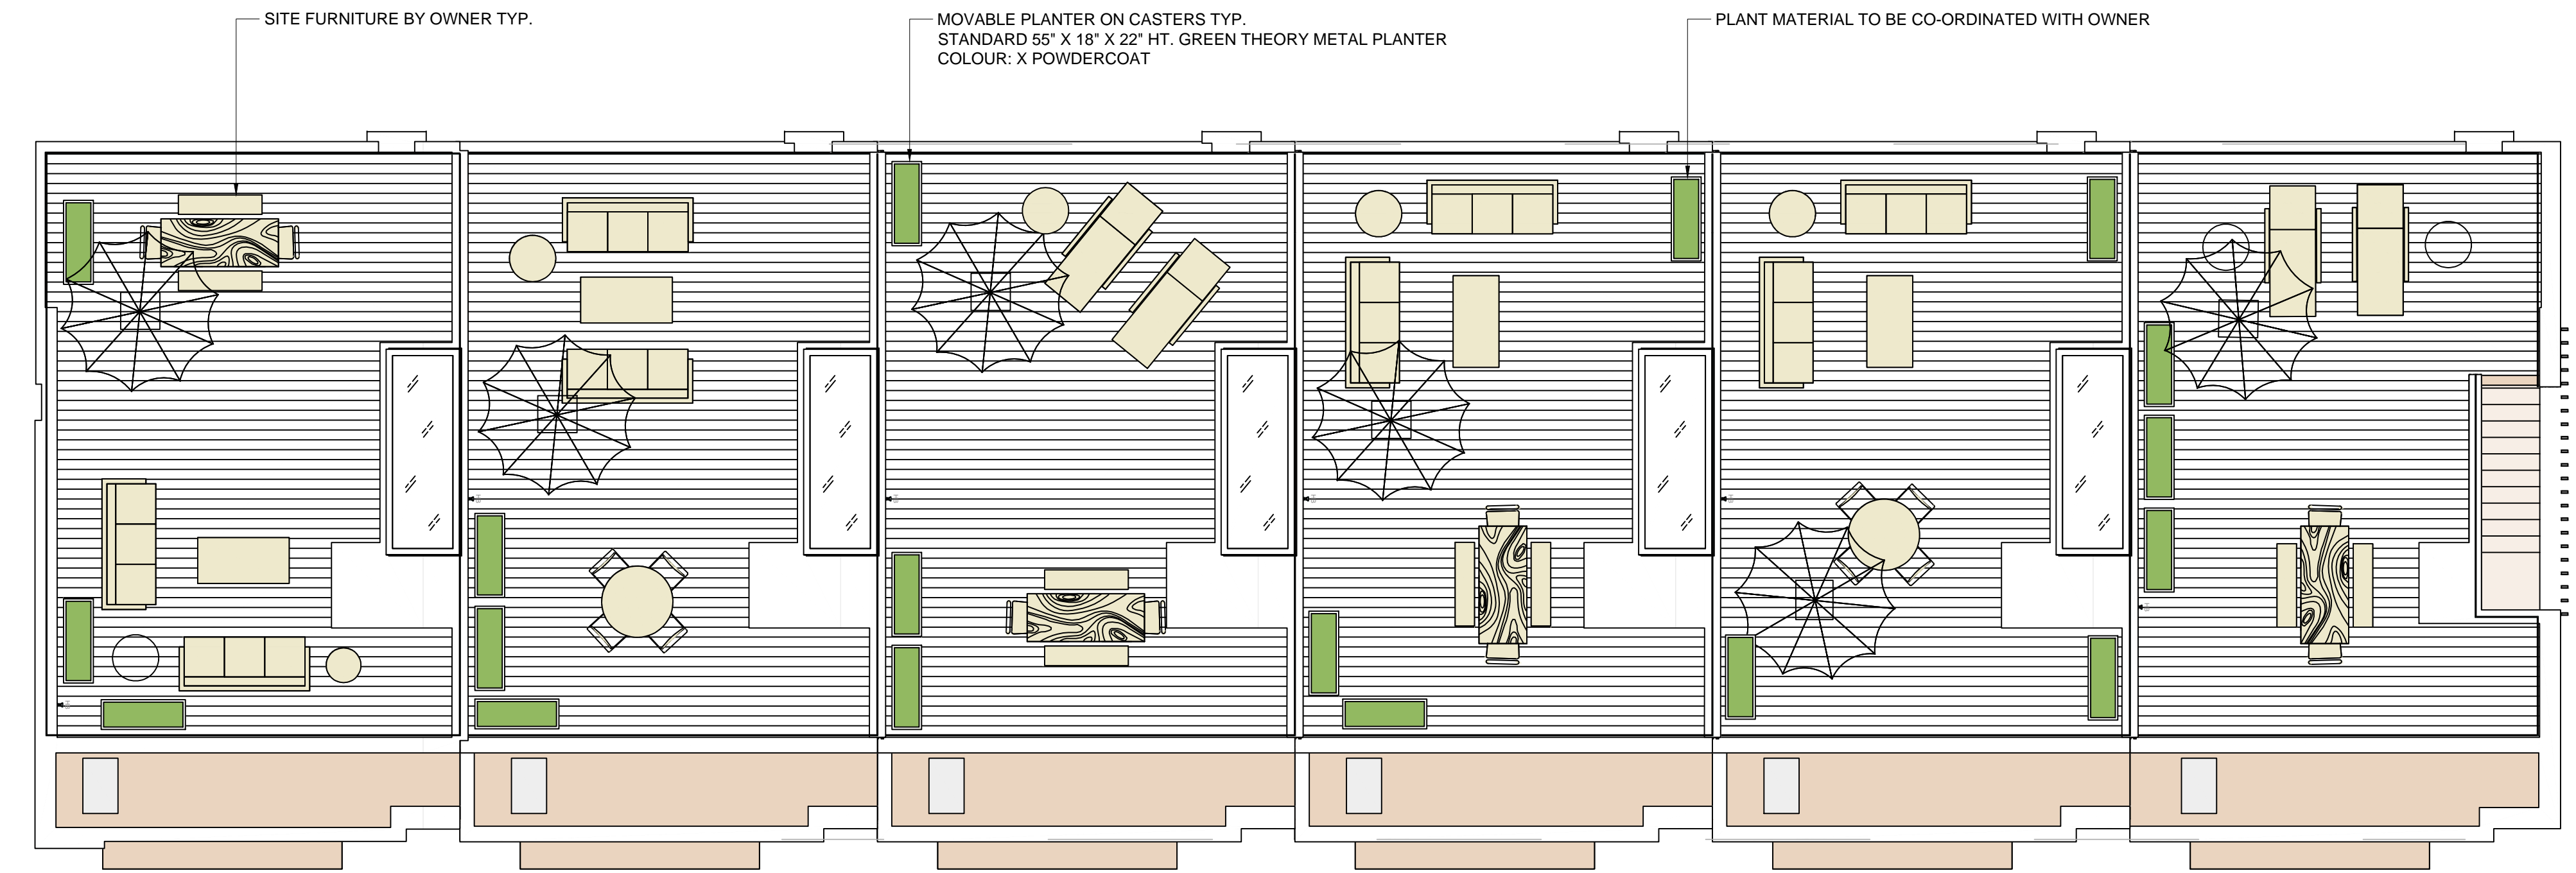 SITE FURNITURE BY OWNER TYP.
MOVABLE PLANTER ON CASTERS TYP.
STANDARD 55" X 18" X 22" HT. GREEN THEORY METAL PLANTER
COLOUR: X POWDERCOAT
PLANT MATERIAL TO BE CO-ORDINATED WITH OWNER